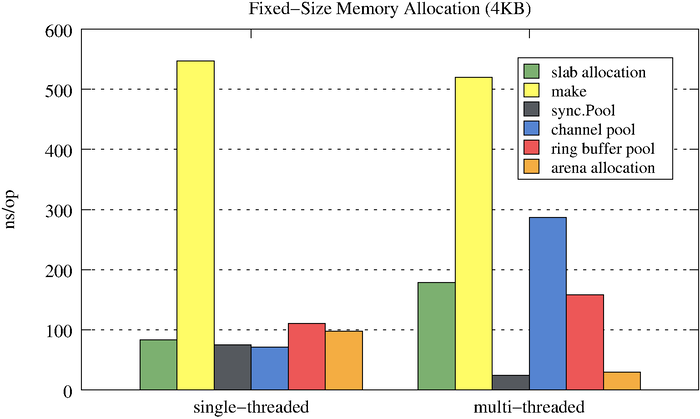 Fixed−Size Memory Allocation (4KB)
600
500
400
300
200
100
0
ns/op
slab allocation
make
sync.Pool
channel pool
ring buffer pool
arena allocation
single−threaded
multi−threaded